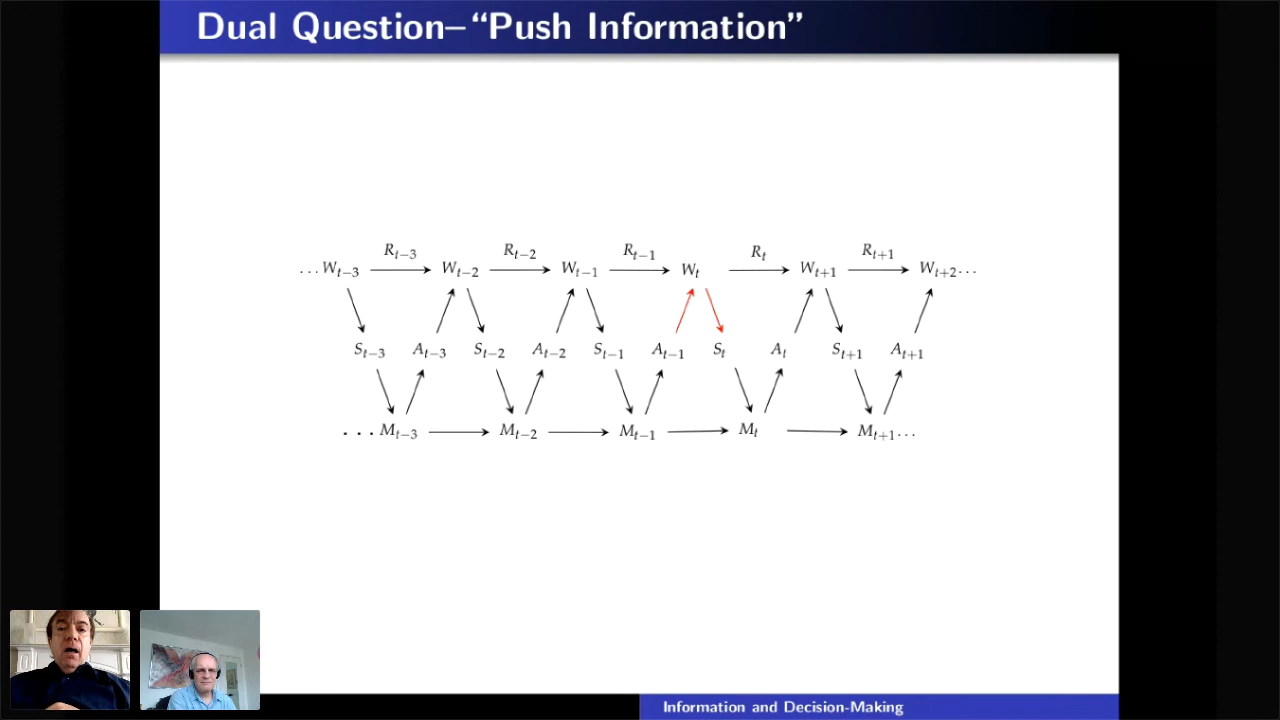 Dual Question–“Push Information”
R_{t−3} R_{t−2} R_{t−1} R_t R_{t+1}
...W_{t−3} W_{t−2} W_{t−1} W_t W_{t+1} W_{t+2}...
S_{t−3} A_{t−3} S_{t−2} A_{t−2} S_{t−1} A_{t−1} S_t A_t S_{t+1} A_{t+1}
...M_{t−3} M_{t−2} M_{t−1} M_t M_{t+1}...
Information and Decision-Making